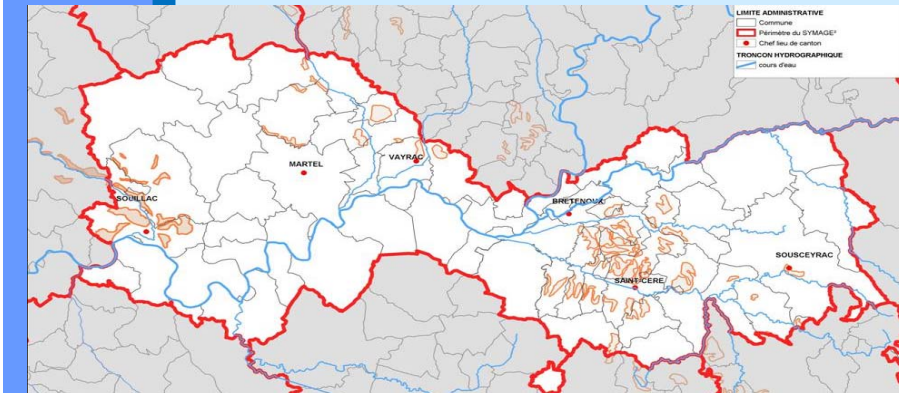 LIMITE ADMINISTRATIVE
Commune
Périmètre du SYMAGE²
Chef lieu de canton
TRONCON HYDROGRAPHIQUE
cours d'eau
MARTEL
VAYRAC
SOUILLAC
BRETENOUX
SOUSCEYRAC
SAINT-CERE